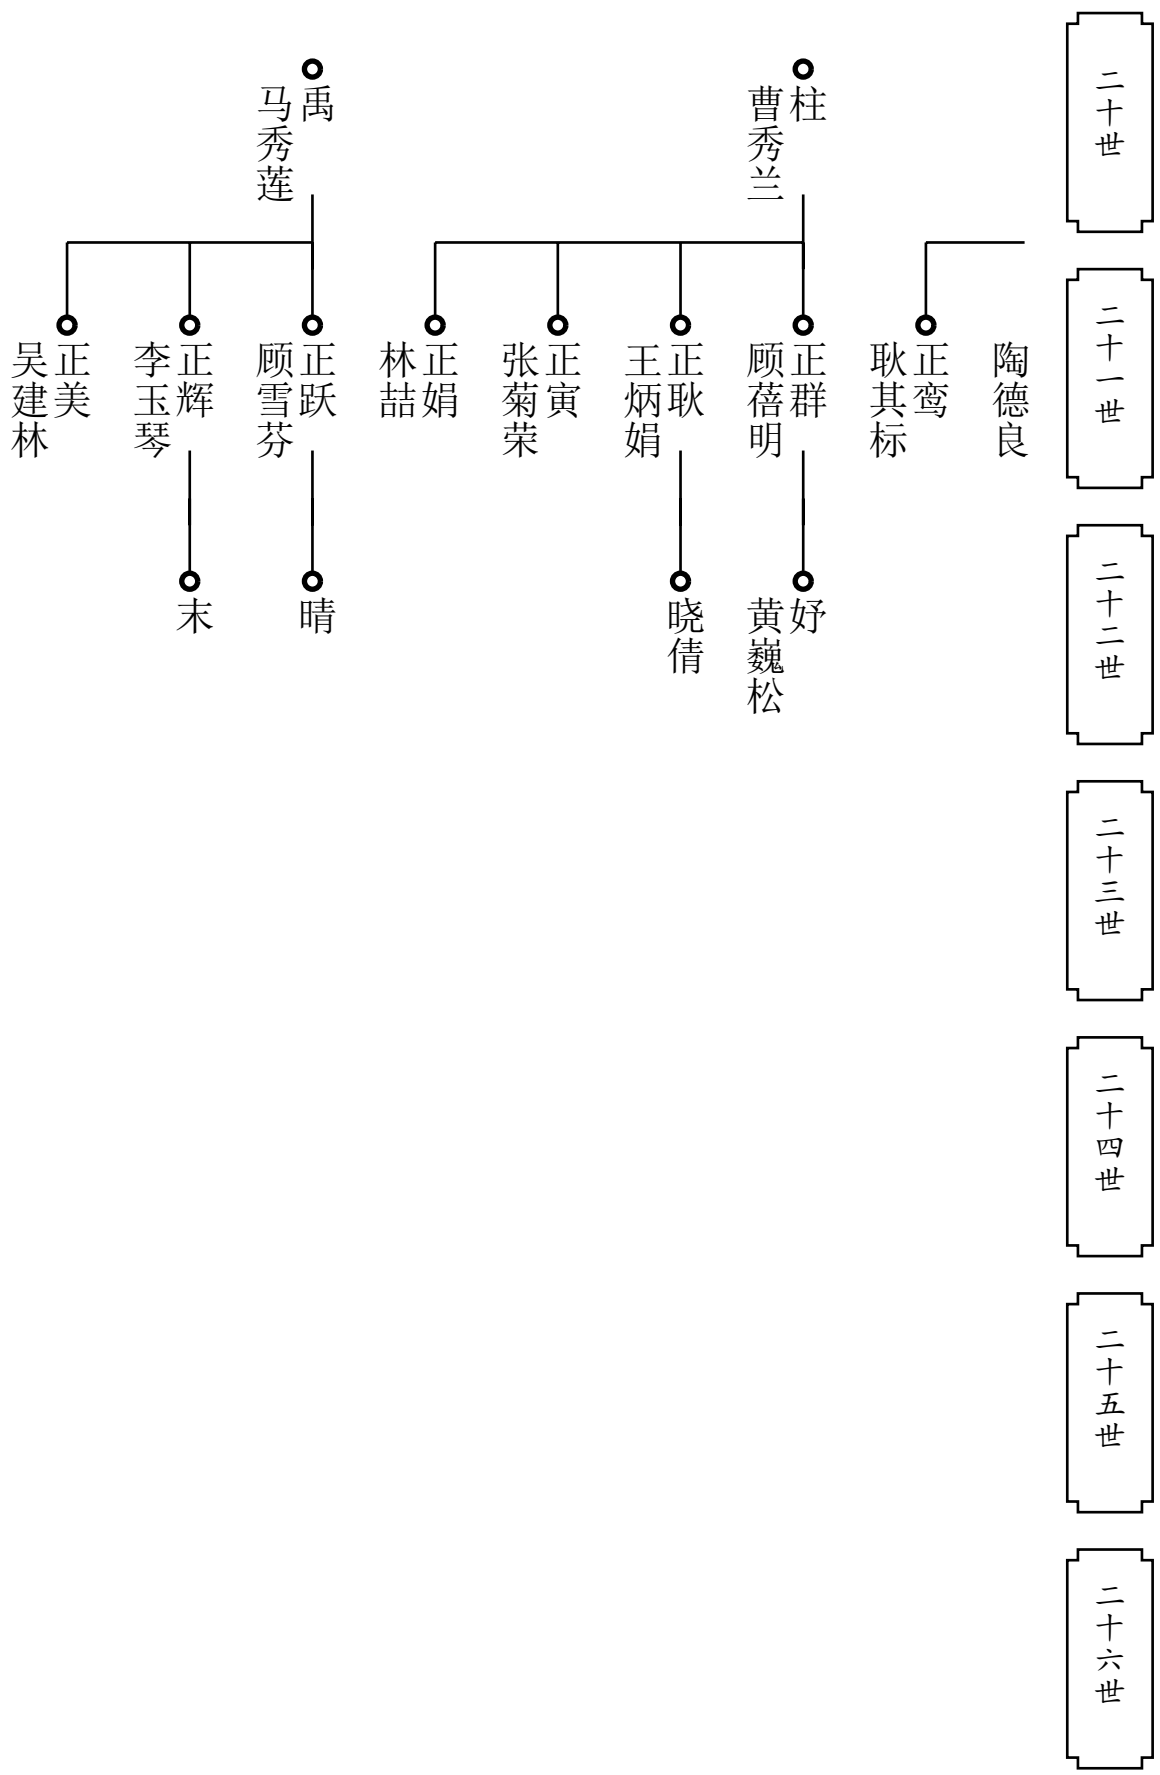 二十世
柱
曹秀兰
禹
马秀莲
二十一世
陶德良
正鸾
耿其标
正群
顾蓓明
正耿
王炳娟
正寅
张菊荣
正娟
林喆
正跃
顾雪芬
正辉
李玉琴
正美
吴建林
二十二世
妤
黄巍松
晓倩
晴
末
二十三世
二十四世
二十五世
二十六世